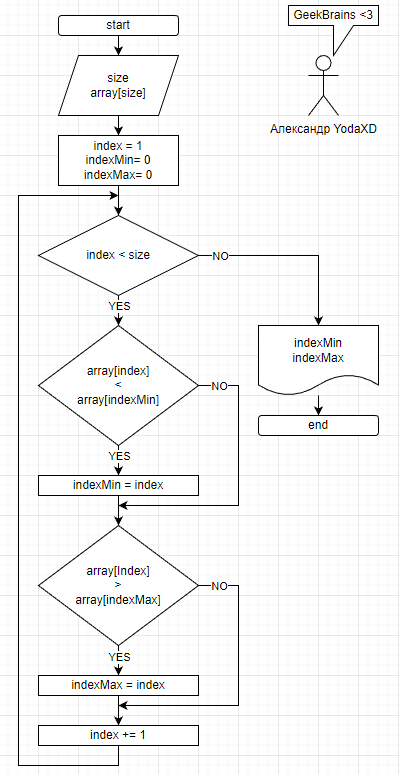 start
GeekBrains <3
size
array[size]
Александр YodaXD
index = 1
indexMin= 0
indexMax= 0
index < size
NO
YES
array[index]
<
array[indexMin]
NO
indexMin
indexMax
end
YES
indexMin = index
array[Index]
>
array[indexMax]
NO
YES
indexMax = index
index += 1